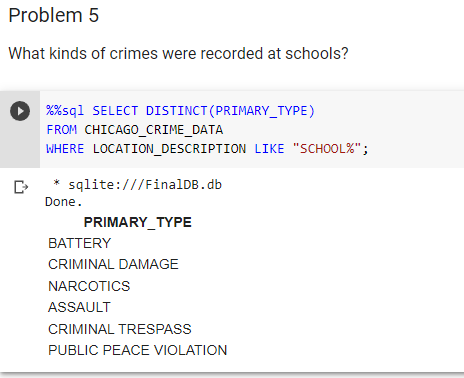 Problem 5
What kinds of crimes were recorded at schools?
%%sql SELECT DISTINCT(PRIMARY_TYPE)
FROM CHICAGO_CRIME_DATA
WHERE LOCATION_DESCRIPTION LIKE "SCHOOL%";
* sqlite:///FinalDB.db
Done.
PRIMARY_TYPE
BATTERY
CRIMINAL DAMAGE
NARCOTICS
ASSAULT
CRIMINAL TRESPASS
PUBLIC PEACE VIOLATION